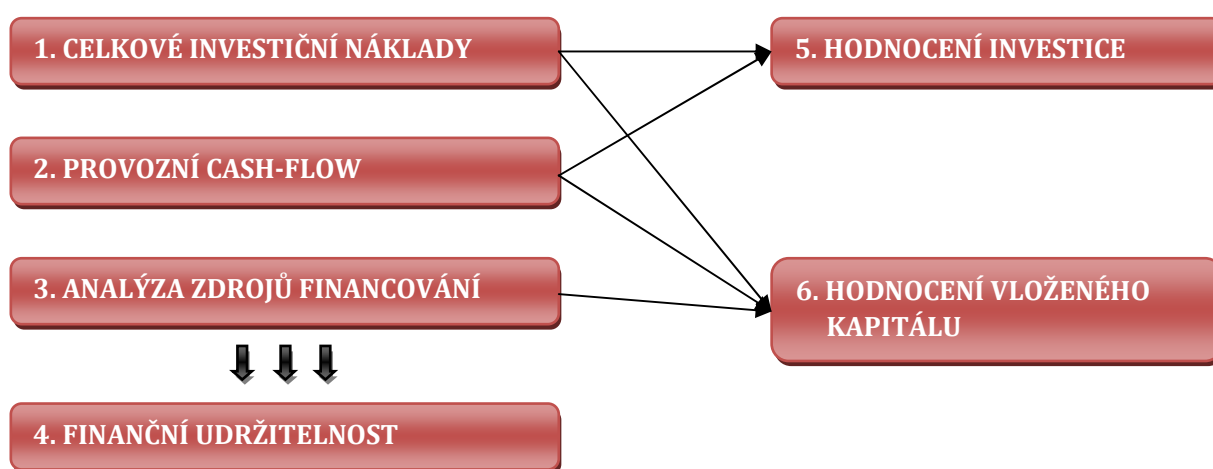 1. CELKOVÉ INVESTIČNÍ NÁKLADY
2. PROVOZNÍ CASH-FLOW
3. ANALÝZA ZDROJŮ FINANCOVÁNÍ
4. FINANČNÍ UDRŽITELNOST
5. HODNOCENÍ INVESTICE
6. HODNOCENÍ VLOŽENÉHO
KAPITÁLU